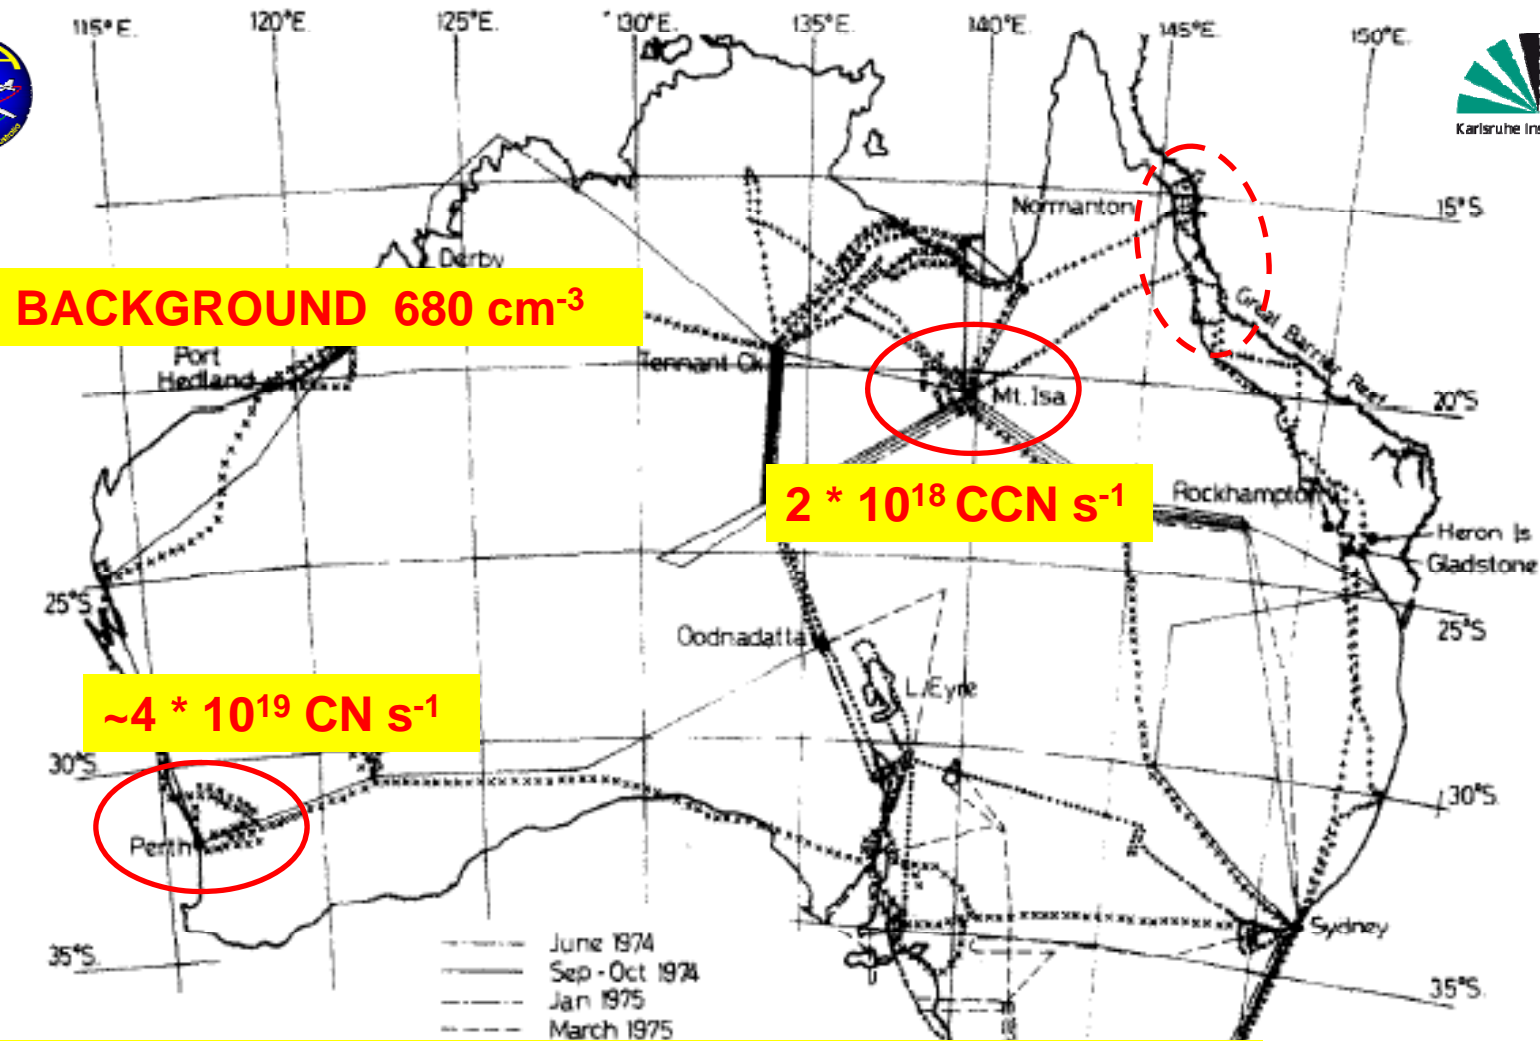 115°E. 120°E. 125°E. 130°E. 135°E. 140°E. 145°E. 150°E.
Karlsruhe Ins
Normanton
15°S
Derby
BACKGROUND 680 cm⁻³
Great Barrier Reef
Port
Hedland
Tennant Ck
Mt. Isa
20°S
2 * 10¹⁸ CCN s⁻¹
Rockhampton
Heron Is
Gladstone
25°S
25°S
Oodnadatta
L. Eyre
~4 * 10¹⁹ CN s⁻¹
30°S
30°S.
Perth
Sydney
35°S.
35°S.
June 1974
Sep - Oct 1974
Jan 1975
March 1975